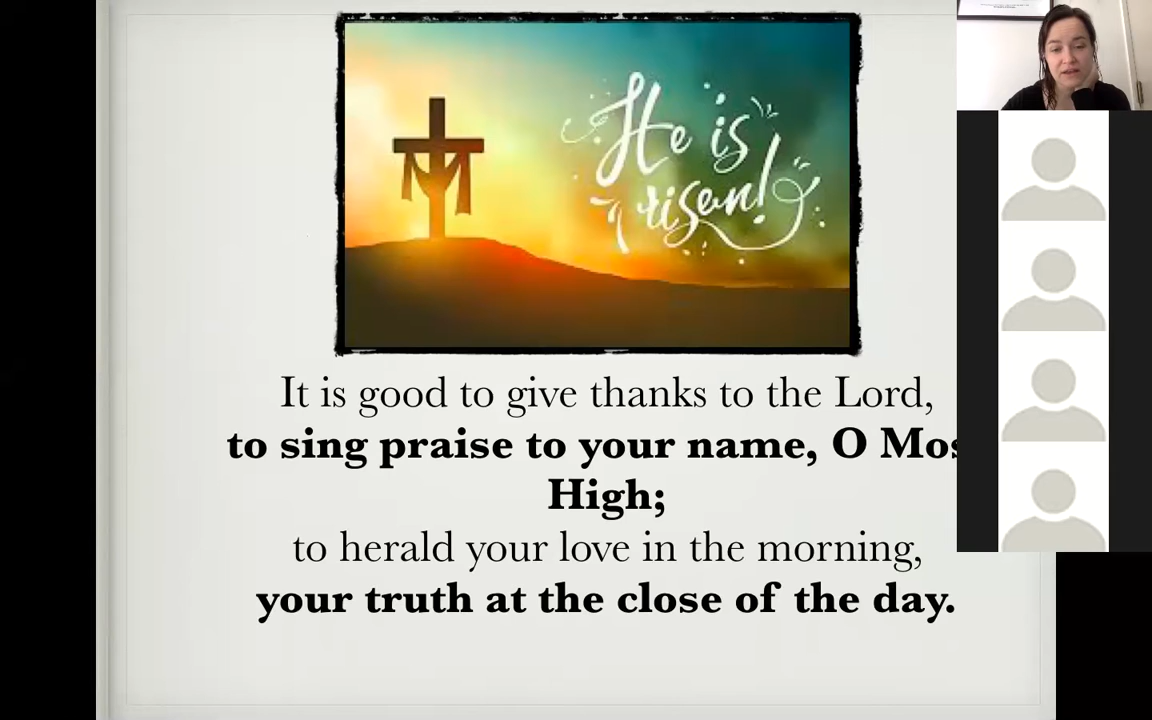 He is
risen!
It is good to give thanks to the Lord,
to sing praise to your name, O Mos
High;
to herald your love in the morning,
your truth at the close of the day.